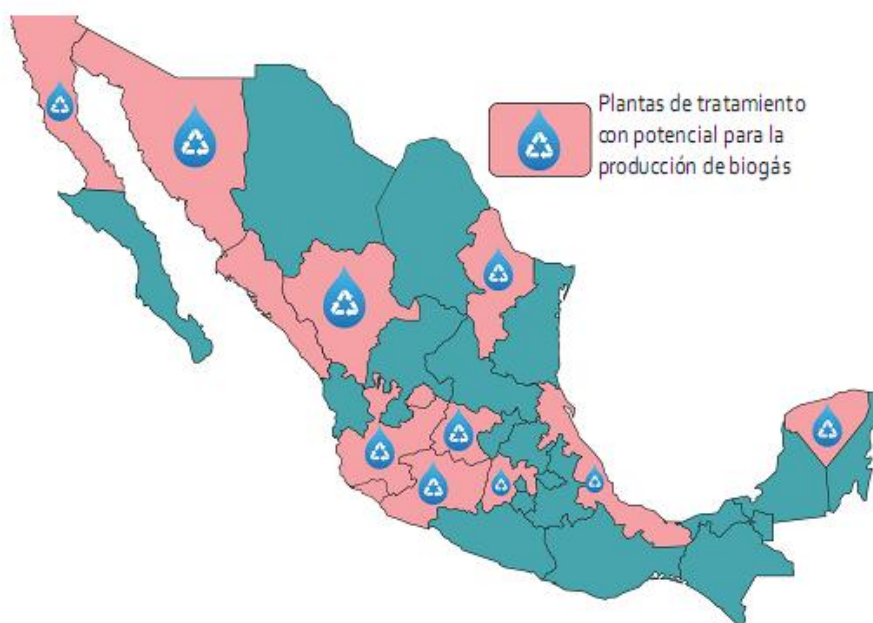 Plantas de tratamiento
con potencial para la
producción de biogás